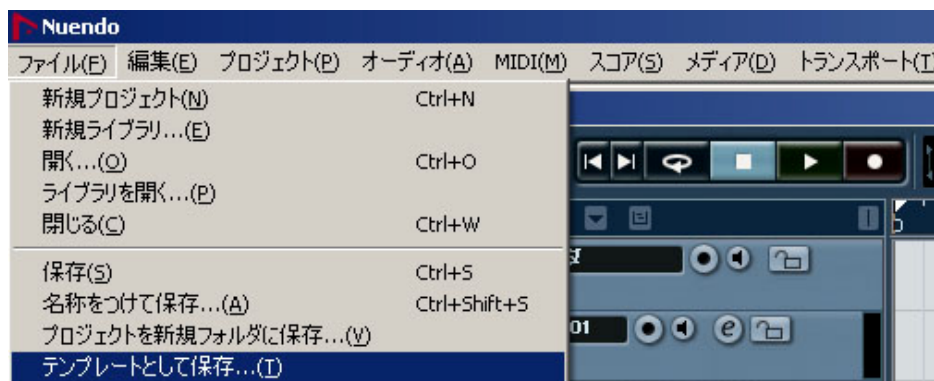 Nuendo
ファイル(F) 編集(E) プロジェクト(P) オーディオ(A) MIDI(M) スコア(S) メディア(D) トランスポート(T)
新規プロジェクト(N) Ctrl+N
新規ライブラリ...(E)
開く...(O) Ctrl+O
ライブラリを開く...(P)
閉じる(C) Ctrl+W
保存(S) Ctrl+S
名称をつけて保存...(A) Ctrl+Shift+S
プロジェクトを新規フォルダに保存...(V)
01
テンプレートとして保存...(T)